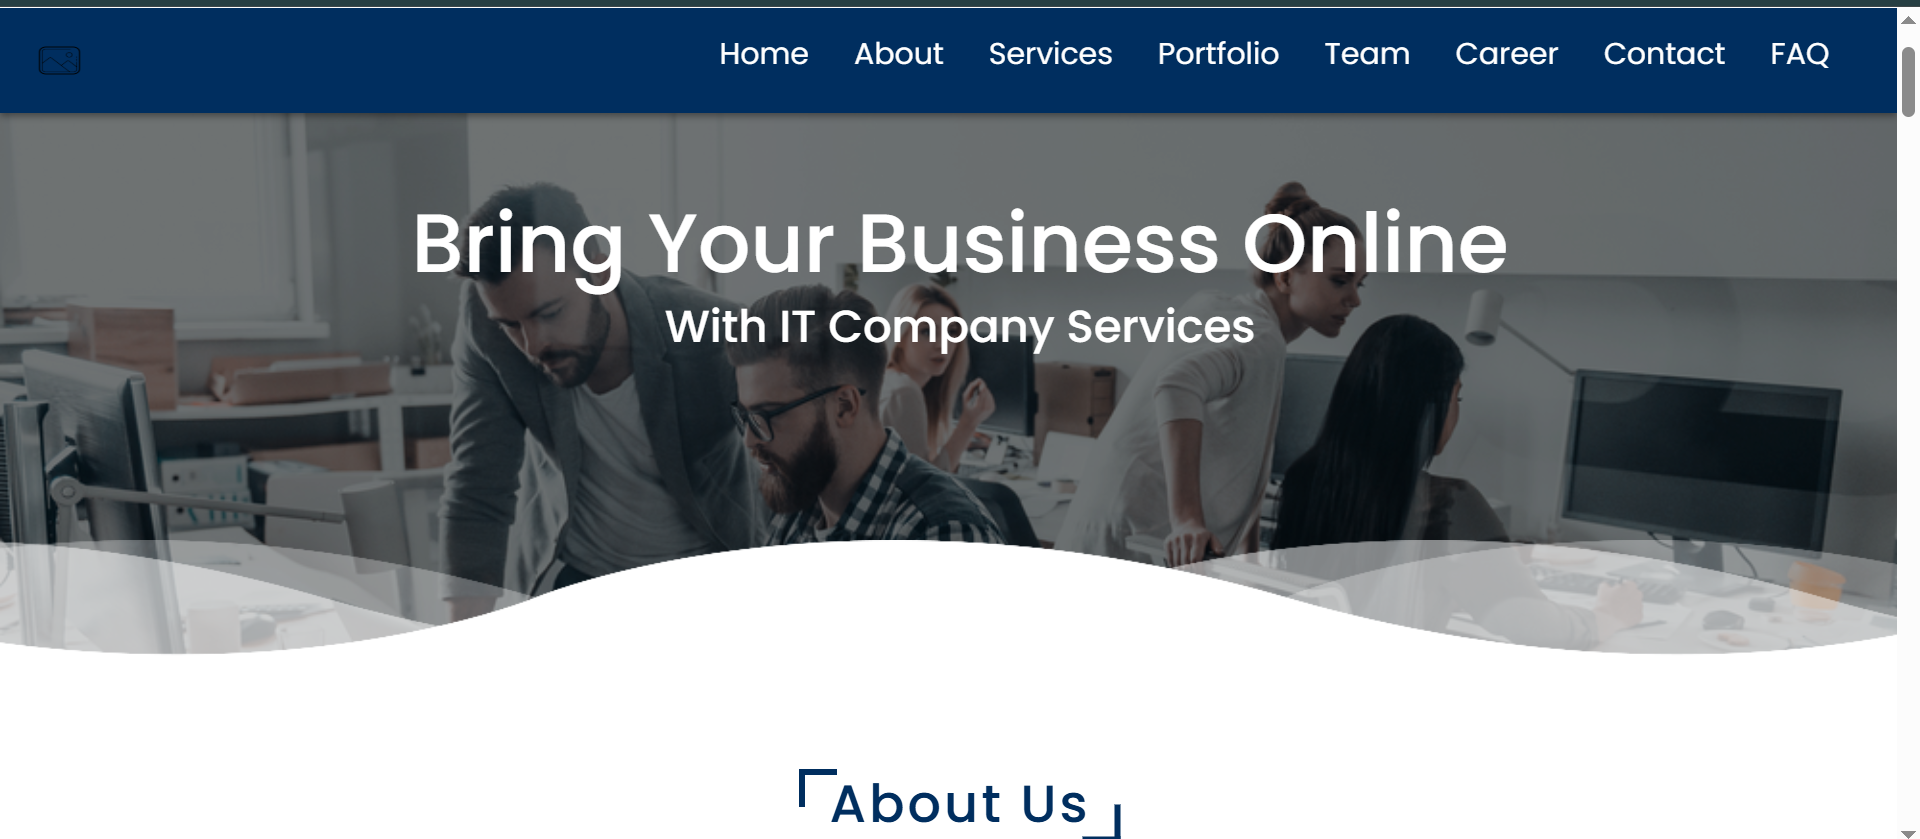 Home About Services Portfolio Team Career Contact FAQ
Bring Your Business Online
With IT Company Services
About Us